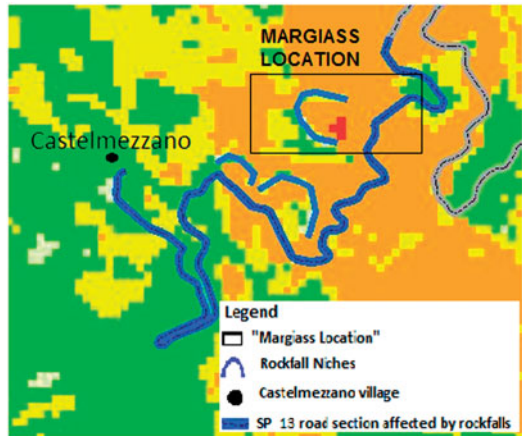 MARGIASS
LOCATION
Castelmezzano
Legend
"Margiass Location"
Rockfall Niches
Castelmezzano village
SP 13 road section affected by rockfalls